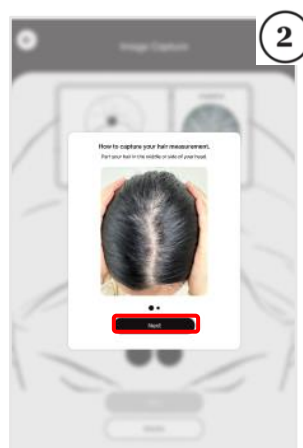 2
Image Capture
How to capture your hair measurement.
Part your hair in the middle or side of your head.
Next